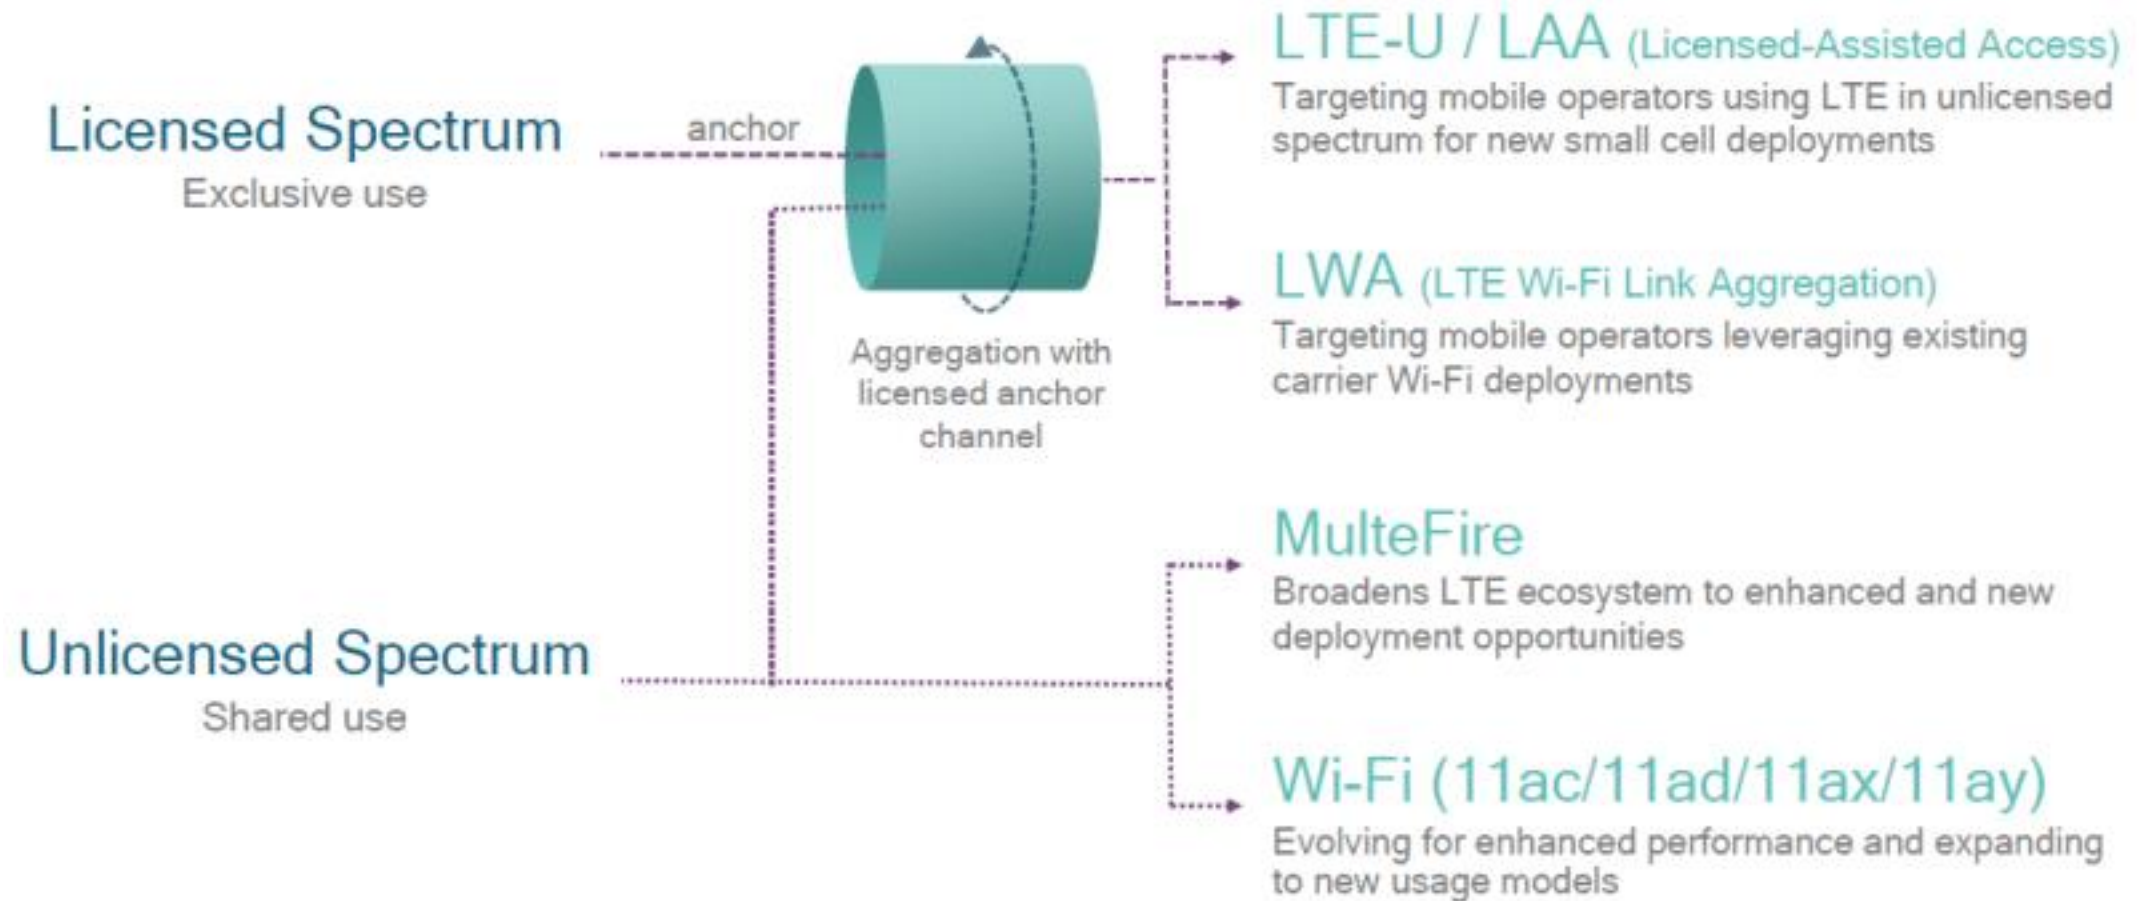 Licensed Spectrum
Exclusive use
anchor
Aggregation with
licensed anchor
channel
Unlicensed Spectrum
Shared use
LTE-U / LAA (Licensed-Assisted Access)
Targeting mobile operators using LTE in unlicensed
spectrum for new small cell deployments
LWA (LTE Wi-Fi Link Aggregation)
Targeting mobile operators leveraging existing
carrier Wi-Fi deployments
MulteFire
Broadens LTE ecosystem to enhanced and new
deployment opportunities
Wi-Fi (11ac/11ad/11ax/11ay)
Evolving for enhanced performance and expanding
to new usage models